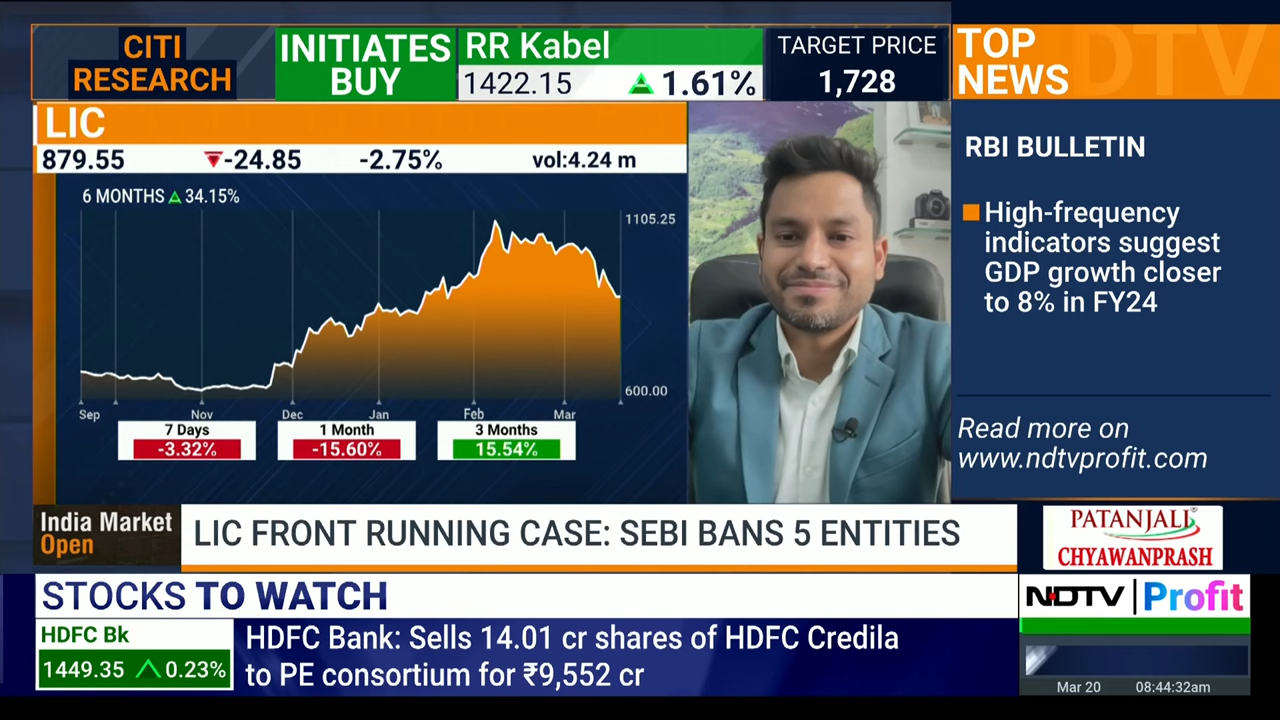 CITI
RESEARCH
INITIATES
BUY
RR Kabel
1422.15 1.61%
TARGET PRICE
1,728
TOP
NEWS
NDTV
LIC
879.55 -24.85 -2.75% vol:4.24 m
6 MONTHS 34.15%
1105.25
600.00
Sep Nov Dec Jan Feb Mar
7 Days
-3.32%
1 Month
-15.60%
3 Months
15.54%
RBI BULLETIN
High-frequency
indicators suggest
GDP growth closer
to 8% in FY24
Read more on
www.ndtvprofit.com
India Market
Open
LIC FRONT RUNNING CASE: SEBI BANS 5 ENTITIES
PATANJALI
CHYAWANPRASH
STOCKS TO WATCH
HDFC Bk
1449.35 0.23%
HDFC Bank: Sells 14.01 cr shares of HDFC Credila
to PE consortium for ₹9,552 cr
NDTV Profit
Mar 20 08:44:32am